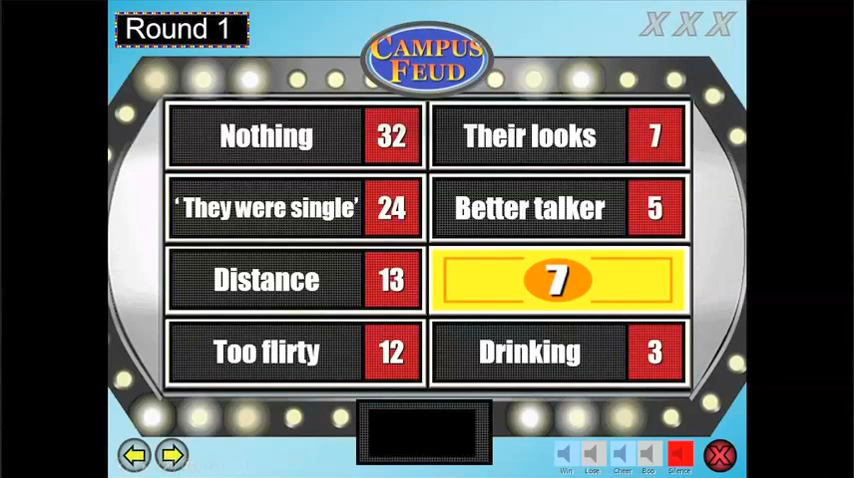 Round 1
X X X
CAMPUS
FEUD
Nothing 32
Their looks 7
' They were single' 24
Better talker 5
Distance 13
7
Too flirty 12
Drinking 3
Win Lose Cheer Boo Silence
X